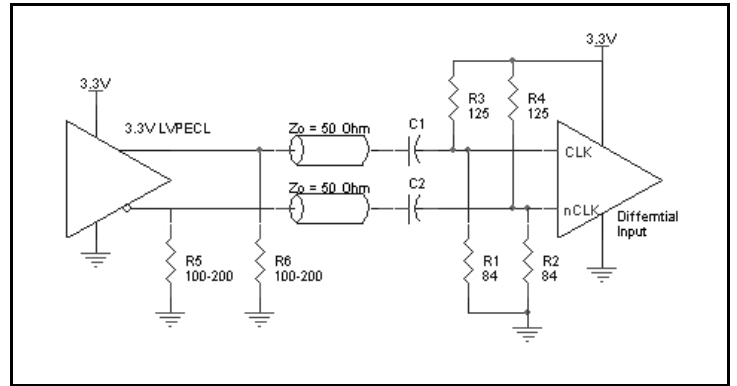 3.3V
3.3V
3.3V LVPECL
Zo = 50 Ohm
C1
R3
125
R4
125
CLK
Zo = 50 Ohm
C2
nCLK
Differntial
Input
R5
100-200
R6
100-200
R1
84
R2
84